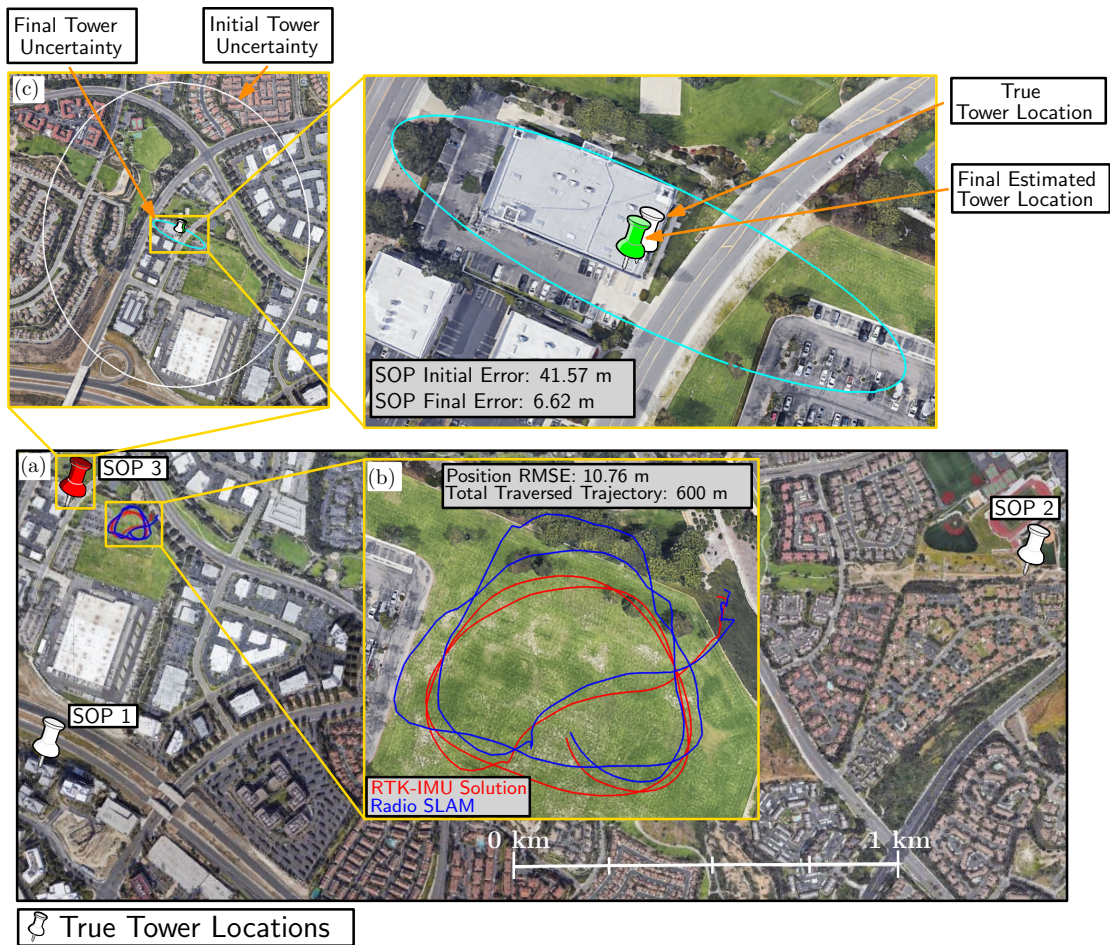 Final Tower
Uncertainty
Initial Tower
Uncertainty
(c)
True
Tower Location
Final Estimated
Tower Location
SOP Initial Error: 41.57 m
SOP Final Error: 6.62 m
(a)
SOP 3
(b)
Position RMSE: 10.76 m
Total Traversed Trajectory: 600 m
SOP 2
SOP 1
RTK-IMU Solution
Radio SLAM
0 km
1 km
True Tower Locations